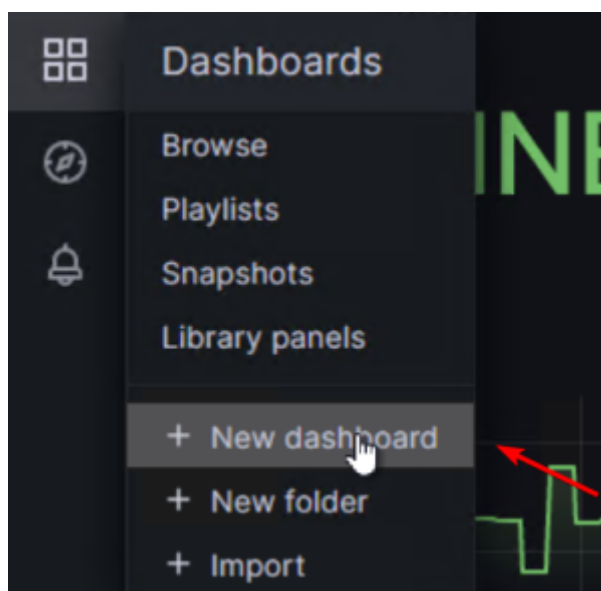 Dashboards
Browse
Playlists
Snapshots
Library panels
+ New dashboard
+ New folder
+ Import